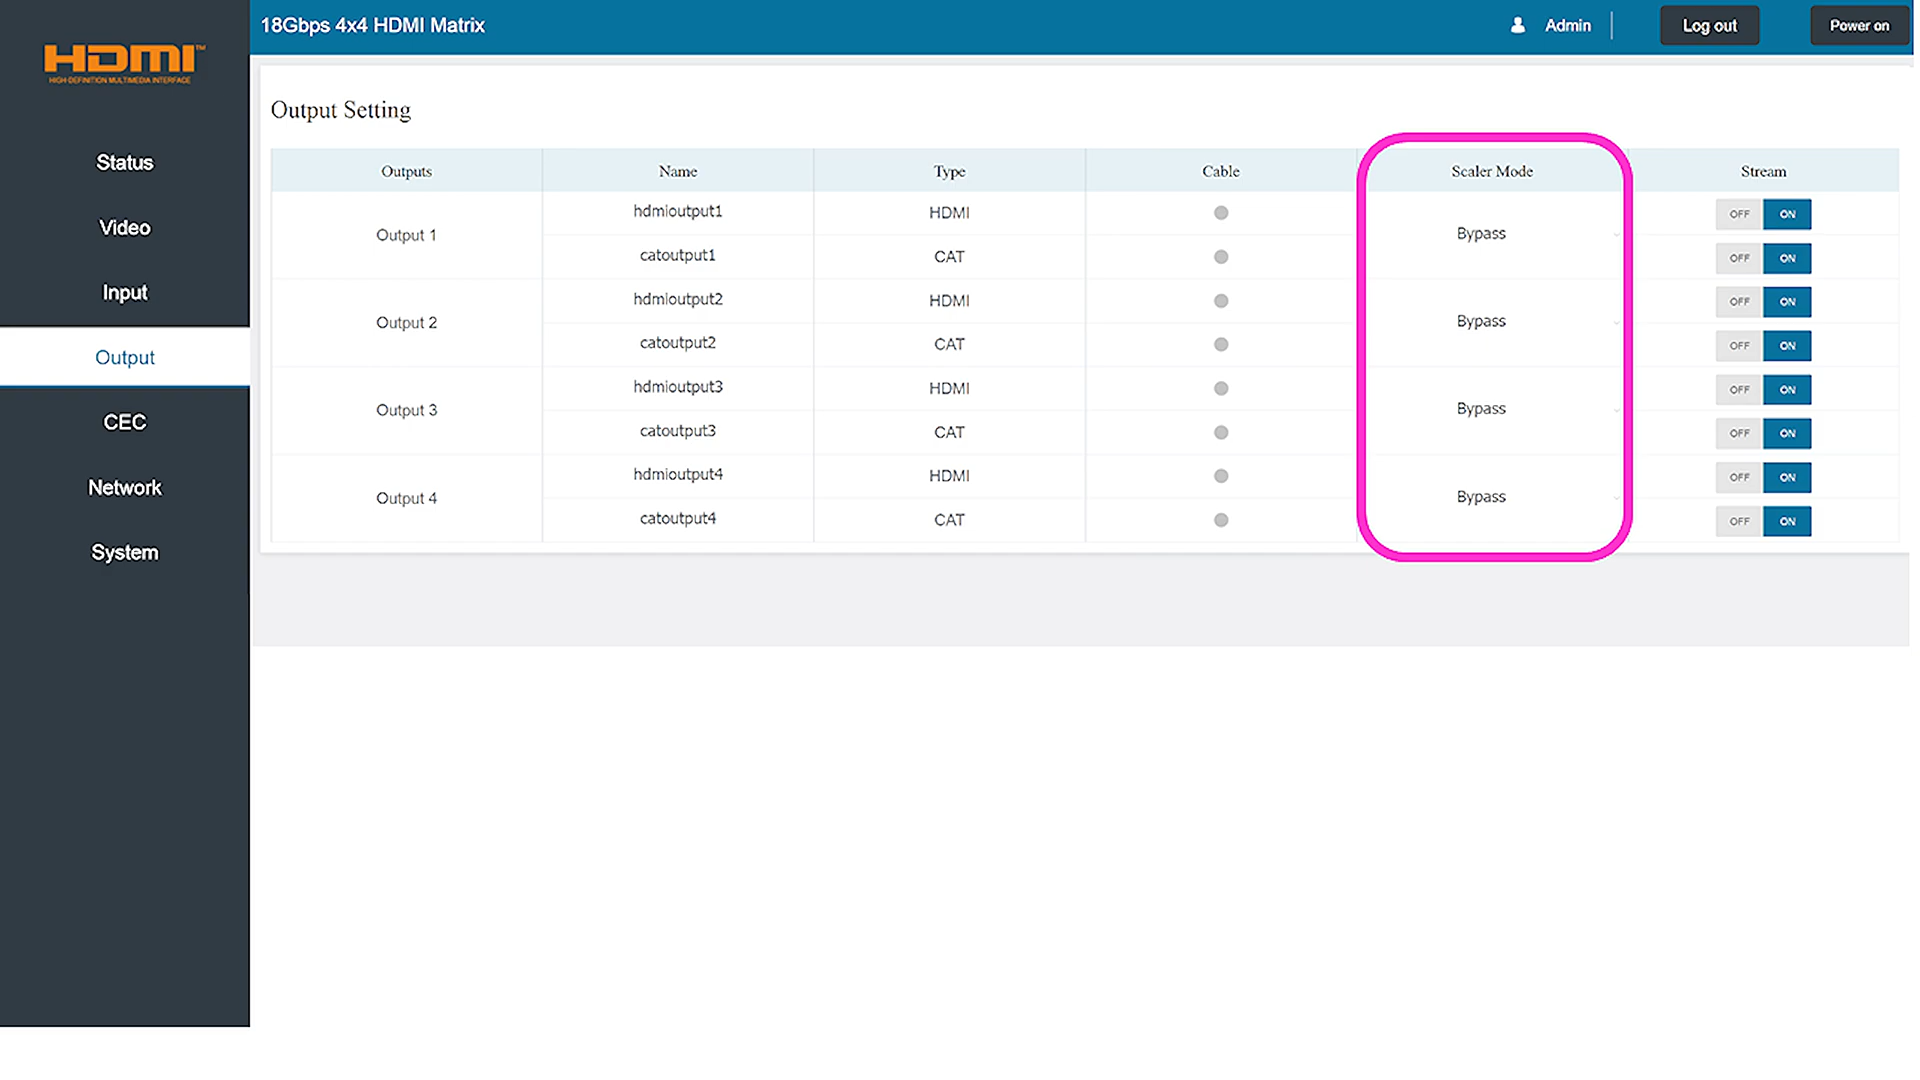 HDMI™
HIGH-DEFINITION MULTIMEDIA INTERFACE
Status
Video
Input
Output
CEC
Network
System
18Gbps 4x4 HDMI Matrix
Admin
Log out
Power on
Output Setting
Outputs Name Type Cable Scaler Mode Stream
Output 1 hdmioutput1 HDMI Bypass OFF ON
catoutput1 CAT OFF ON
Output 2 hdmioutput2 HDMI Bypass OFF ON
catoutput2 CAT OFF ON
Output 3 hdmioutput3 HDMI Bypass OFF ON
catoutput3 CAT OFF ON
Output 4 hdmioutput4 HDMI Bypass OFF ON
catoutput4 CAT OFF ON